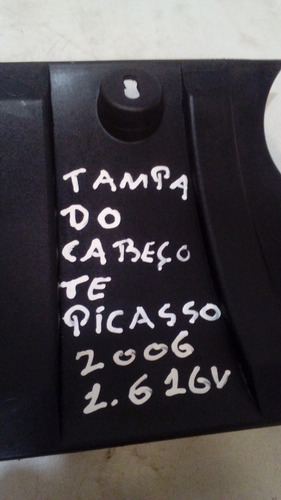 TAMPA
DO
CABEÇO
TE
PICASSO
2006
1.6 16V